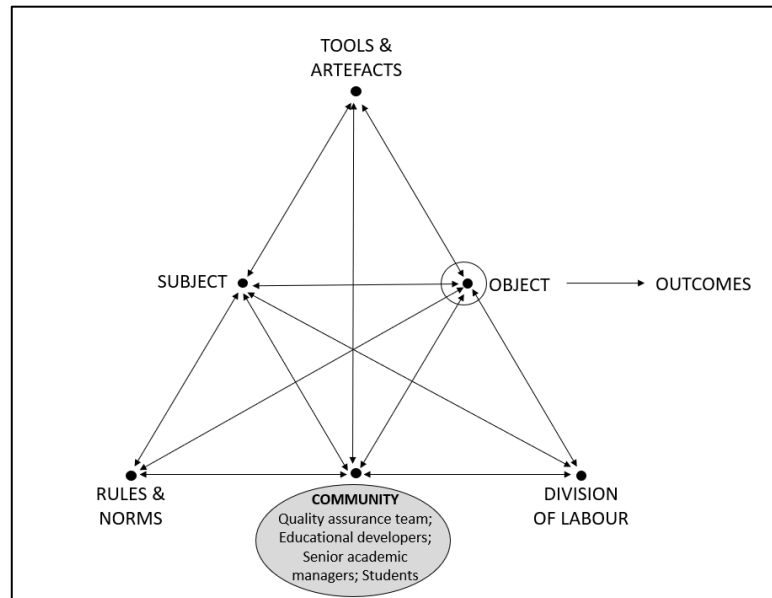 TOOLS &
ARTEFACTS
SUBJECT
OBJECT
OUTCOMES
RULES &
NORMS
COMMUNITY
Quality assurance team;
Educational developers;
Senior academic
managers; Students
DIVISION
OF LABOUR